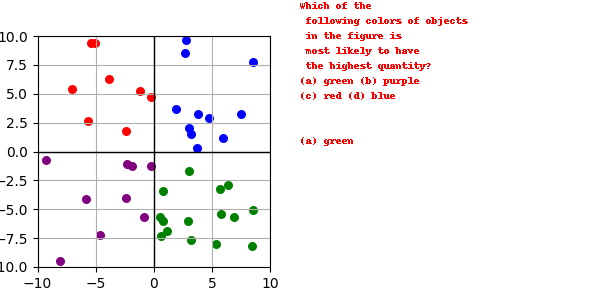 Which of the
following colors of objects
in the figure is
most likely to have
the highest quantity?
(a) green (b) purple
(c) red (d) blue
(a) green
10.0
7.5
5.0
2.5
0.0
−2.5
−5.0
−7.5
10.0
−10 −5 0 5 10